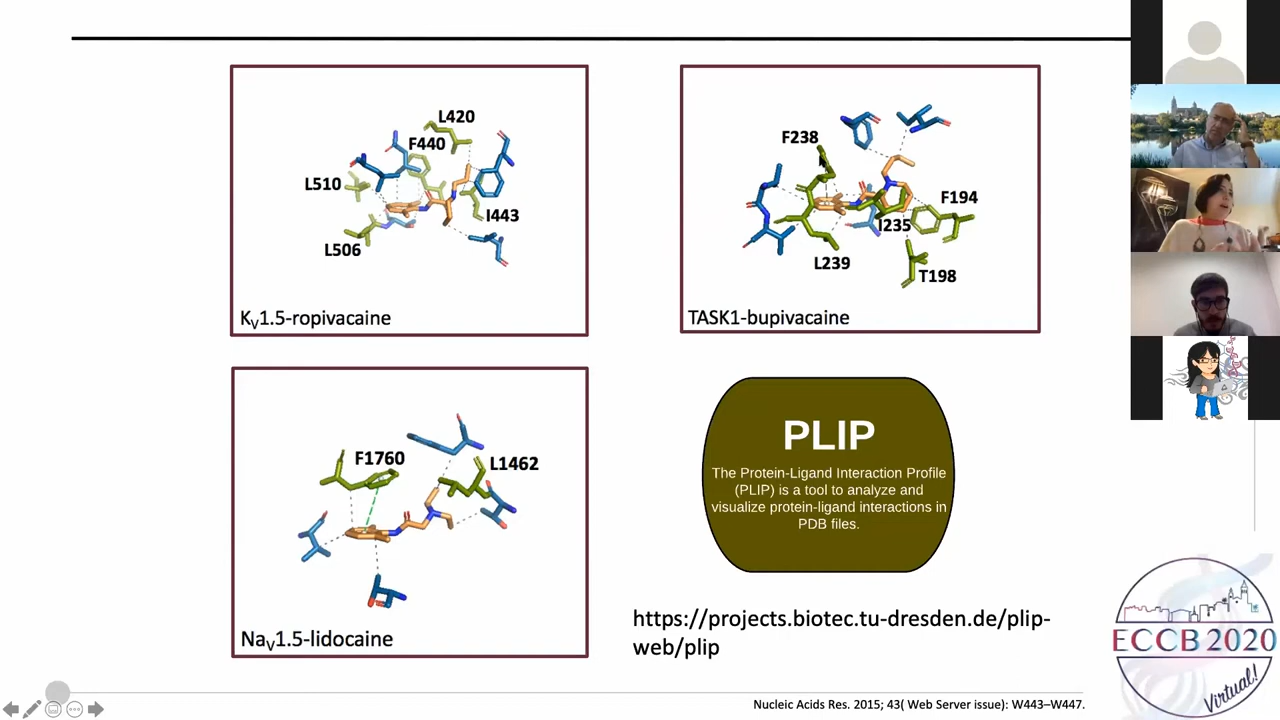 L420
F440
L510
I443
L506
K_V1.5-ropivacaine
F238
F194
I235
L239
T198
TASK1-bupivacaine
F1760
L1462
Na_V1.5-lidocaine
PLIP
The Protein-Ligand Interaction Profile
(PLIP) is a tool to analyze and
visualize protein-ligand interactions in
PDB files.
https://projects.biotec.tu-dresden.de/plip-
web/plip
ECCB 2020
Virtual!
Nucleic Acids Res. 2015; 43( Web Server issue): W443–W447.